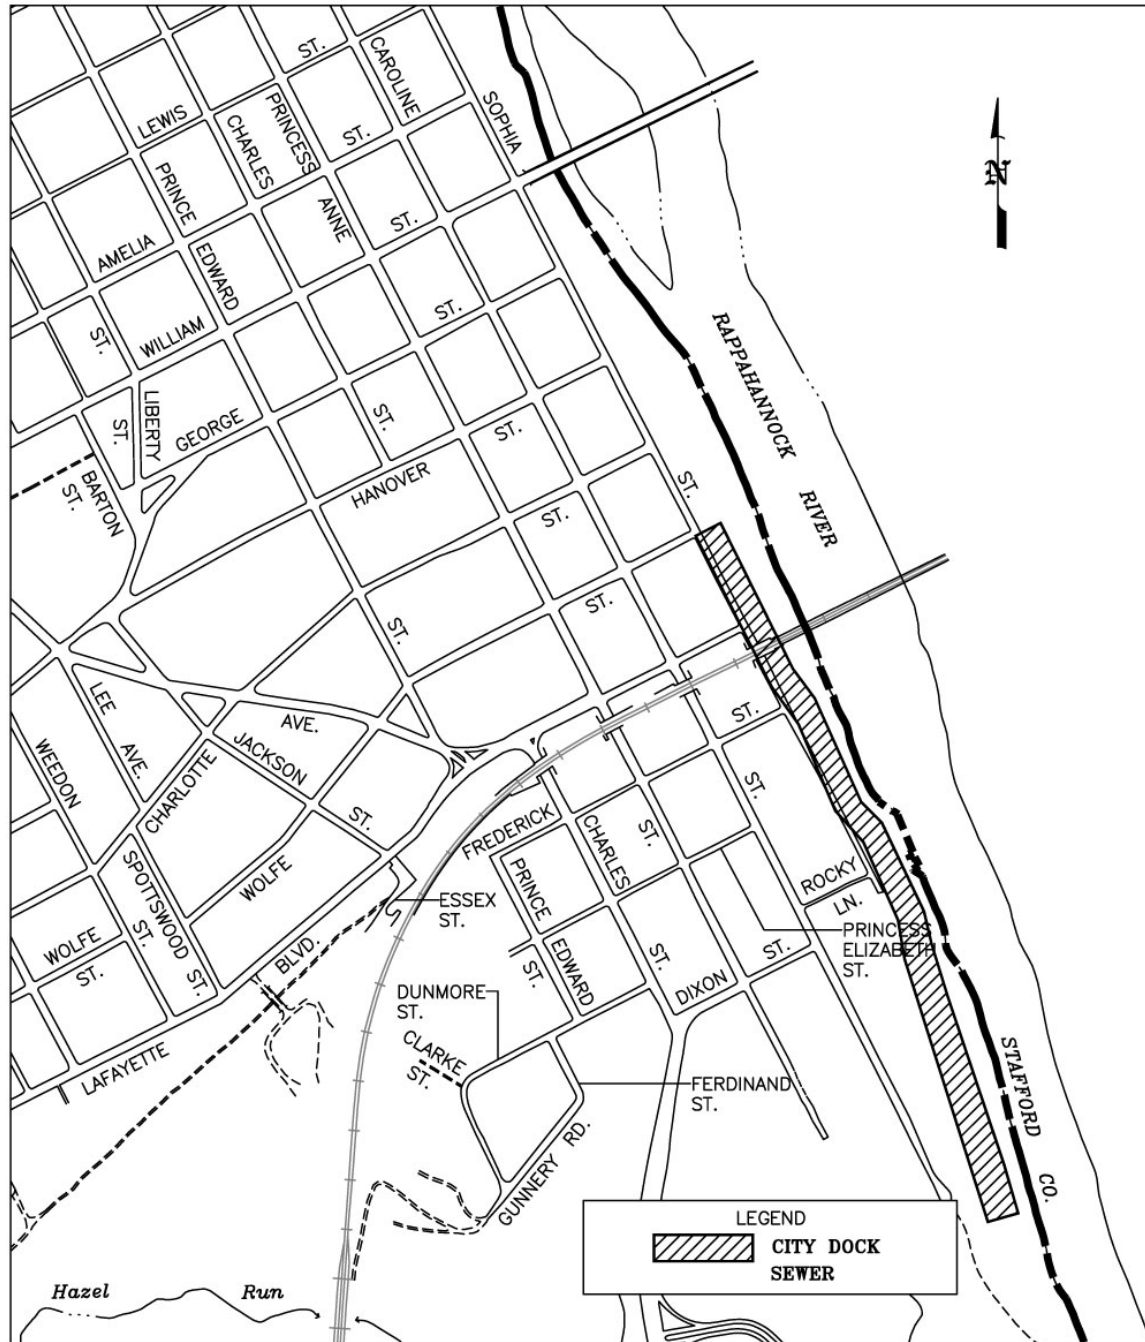 ST.
CAROLINE
PRINCESS
SOPHIA
LEWIS
CHARLES
ST.
PRINCE
ANNE
ST.
AMELIA
EDWARD
N
ST.
WILLIAM
ST.
RAPPAHANNOCK
RIVER
LIBERTY
ST.
GEORGE
ST.
ST.
BARTON
ST.
HANOVER
ST.
ST.
ST.
ST.
LEE
AVE.
AVE.
JACKSON
WEEDON
CHARLOTTE
ST.
ST.
ST.
FREDERICK
CHARLES
ST.
SPOTTSWOOD
ST.
WOLFE
PRINCE
EDWARD
ST.
ROCKY
LN.
ESSEX
ST.
PRINCESS
ELIZABETH
ST.
WOLFE
ST.
ST.
BLVD.
ST.
DIXON
ST.
DUNMORE
ST.
CLARKE
ST.
LAFAYETTE
FERDINAND
ST.
GUNNERY RD.
STAFFORD
CO.
LEGEND
CITY DOCK
SEWER
Hazel Run